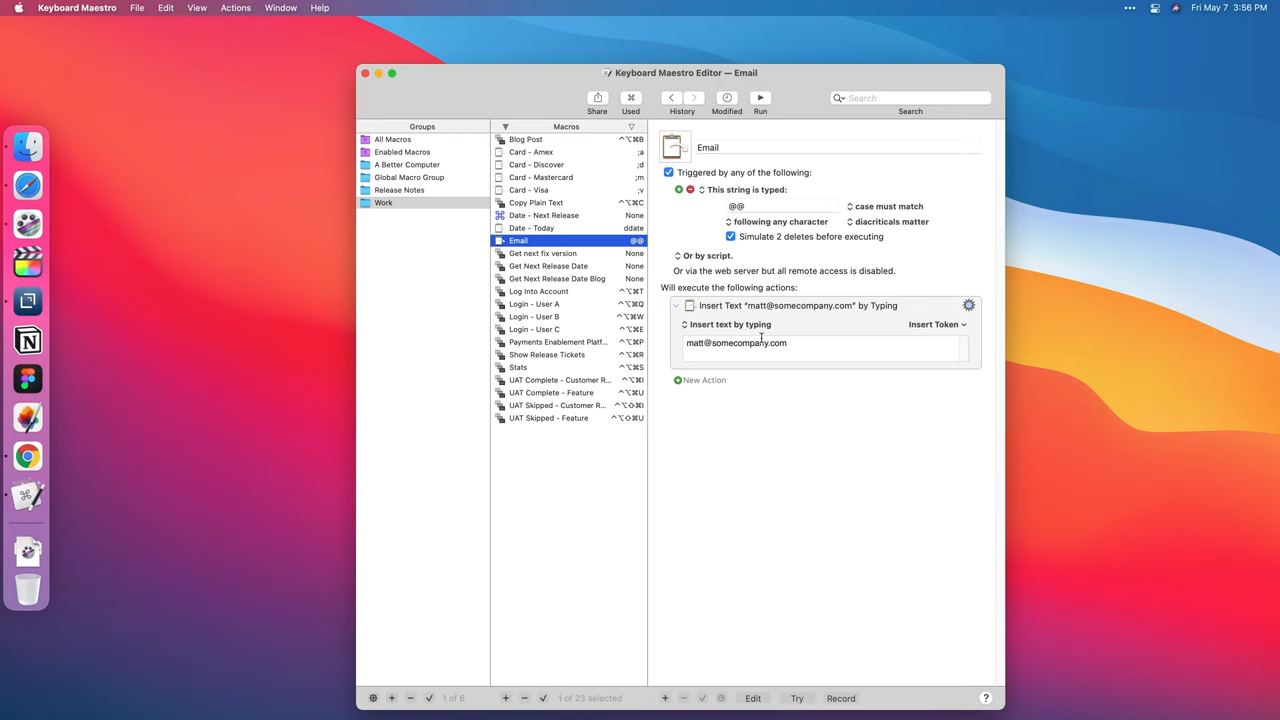 Keyboard Maestro File Edit View Actions Window Help ••• Fri May 7 3:56 PM
Keyboard Maestro Editor — Email
Share Used History Modified Run Search
Search
Groups
All Macros
Enabled Macros
A Better Computer
Global Macro Group
Release Notes
Work
Macros
Blog Post ^⌥⌘B
Card - Amex ;a
Card - Discover ;d
Card - Mastercard ;m
Card - Visa ;v
Copy Plain Text ^⌥⌘C
Date - Next Release None
Date - Today ddate
Email @@
Get next fix version None
Get Next Release Date None
Get Next Release Date Blog None
Log Into Account ^⌥⌘T
Login - User A ^⌥⌘Q
Login - User B ^⌥⌘W
Login - User C ^⌥⌘E
Payments Enablement Platf... ^⌥⌘P
Show Release Tickets ^⌥⌘R
Stats ^⌥⌘S
UAT Complete - Customer R... ^⌥⌘I
UAT Complete - Feature ^⌥⌘U
UAT Skipped - Customer R... ^⌥⇧⌘I
UAT Skipped - Feature ^⌥⇧⌘U
Email
Triggered by any of the following:
This string is typed:
@@ case must match
following any character diacriticals matter
Simulate 2 deletes before executing
Or by script.
Or via the web server but all remote access is disabled.
Will execute the following actions:
Insert Text “matt@somecompany.com” by Typing
Insert text by typing Insert Token
matt@somecompany.com
New Action
1 of 6
1 of 23 selected
Edit Try Record ?